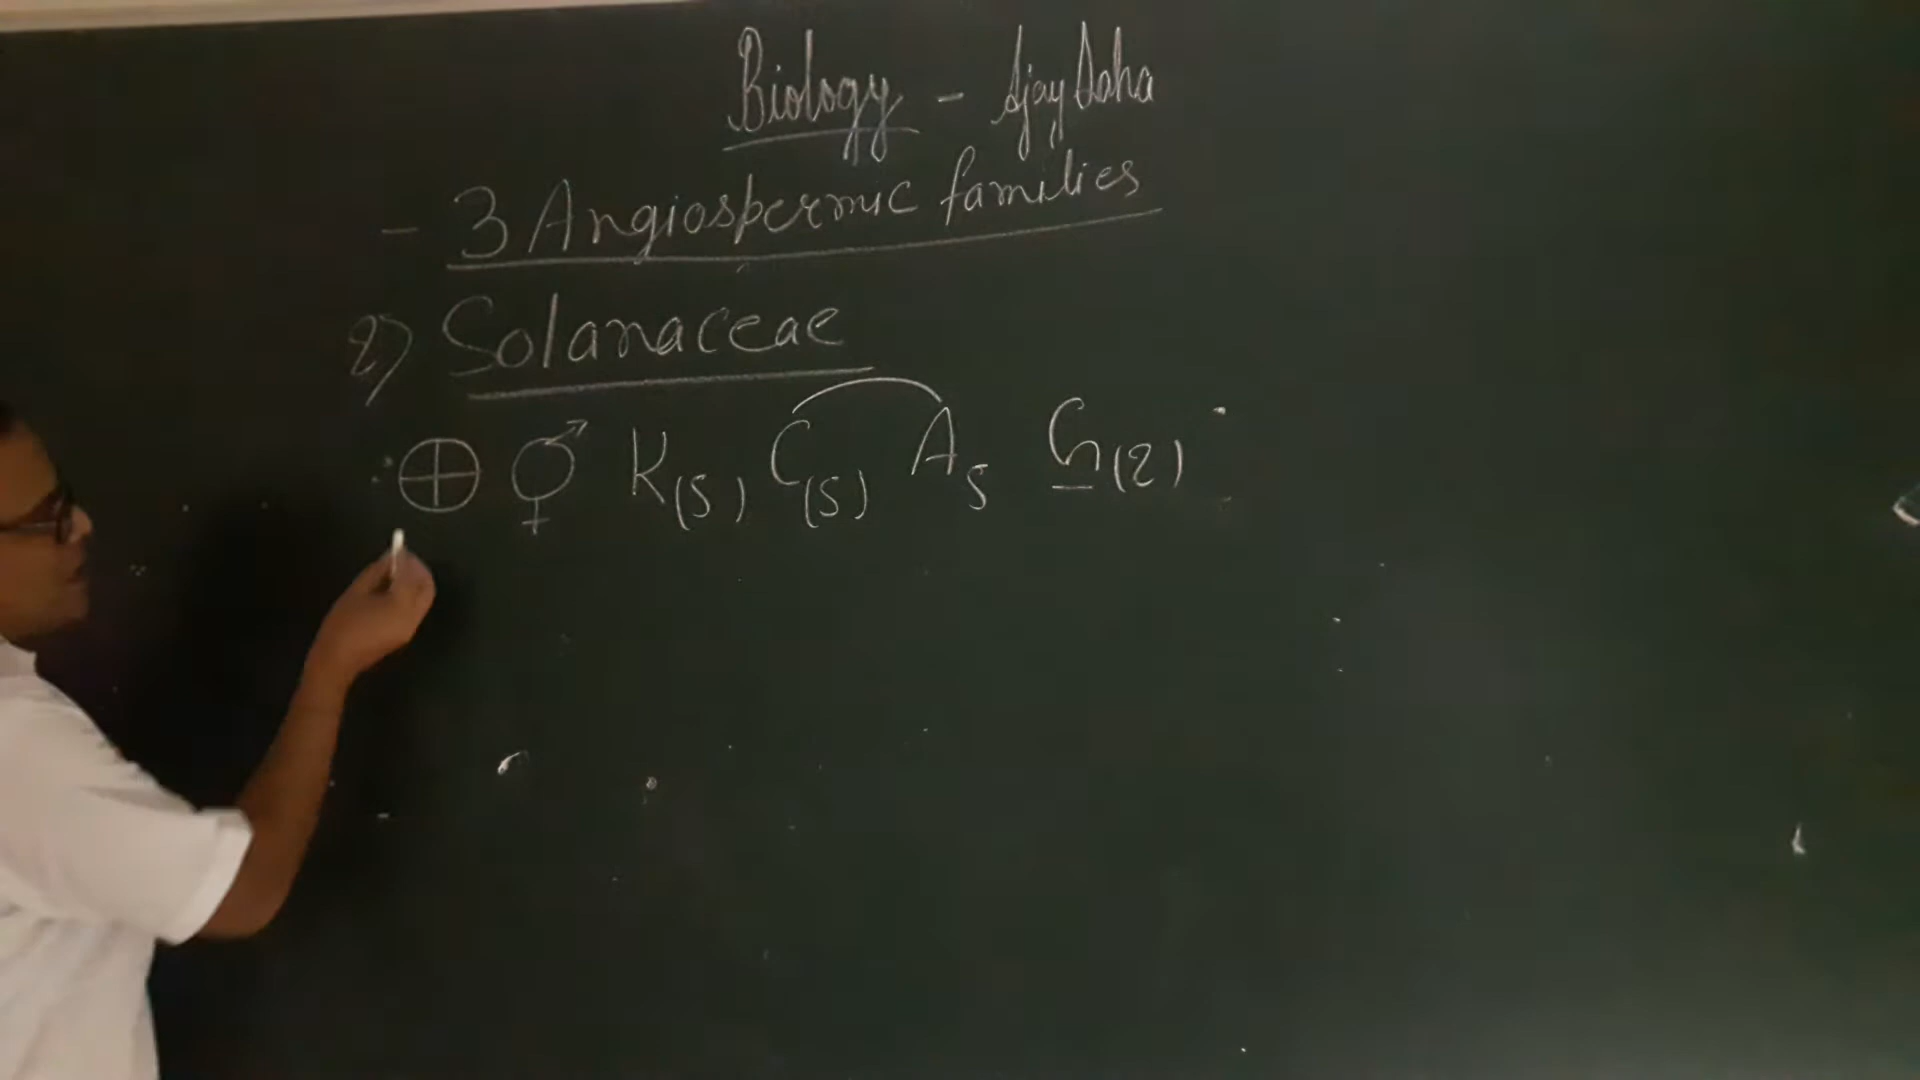 Biology - Ajay Saha
- 3 Angiospermic families
2) Solanaceae
⊕ ⚥ K(5) C(5) A5 G(2)